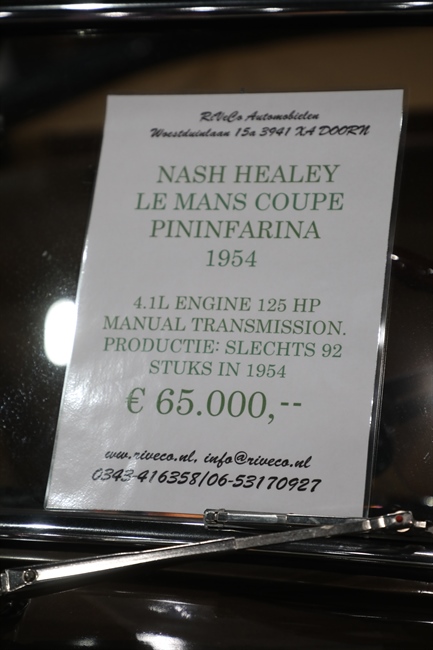 RiVeCo Automobielen
Woestduinlaan 15a 3941 XA DOORN
NASH HEALEY
LE MANS COUPE
PININFARINA
1954
4.1L ENGINE 125 HP
MANUAL TRANSMISSION.
PRODUCTIE: SLECHTS 92
STUKS IN 1954
€ 65.000,--
www.riveco.nl, info@riveco.nl
0343-416358/06-53170927